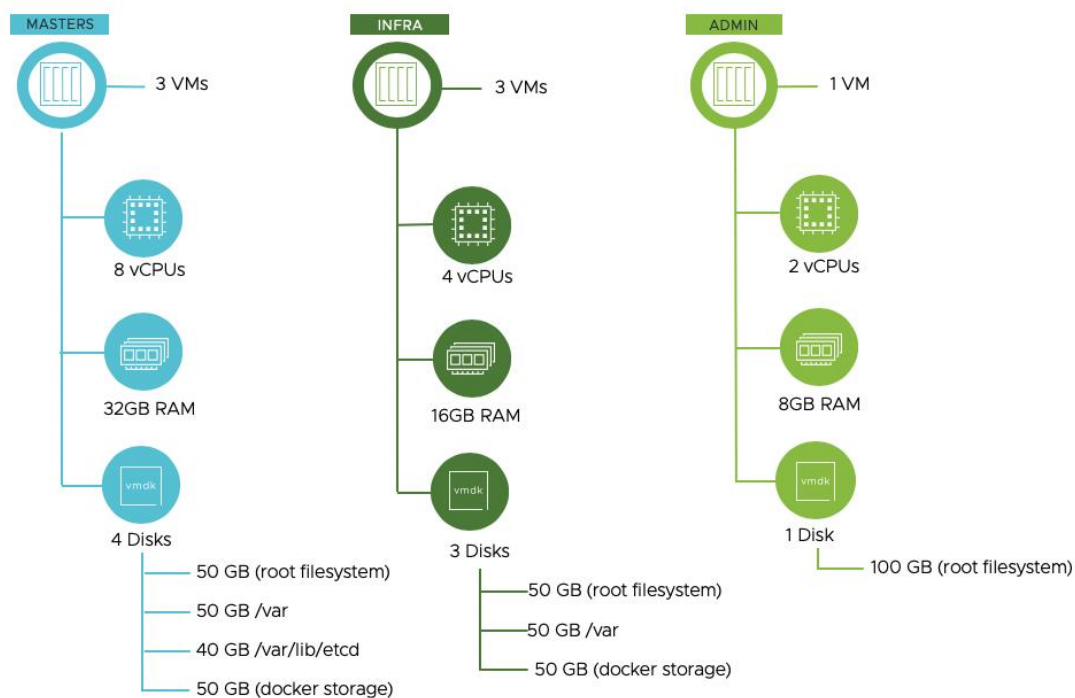 MASTERS
3 VMs
8 vCPUs
32GB RAM
vmdk
4 Disks
50 GB (root filesystem)
50 GB /var
40 GB /var/lib/etcd
50 GB (docker storage)
INFRA
3 VMs
4 vCPUs
16GB RAM
vmdk
3 Disks
50 GB (root filesystem)
50 GB /var
50 GB (docker storage)
ADMIN
1 VM
2 vCPUs
8GB RAM
vmdk
1 Disk
100 GB (root filesystem)